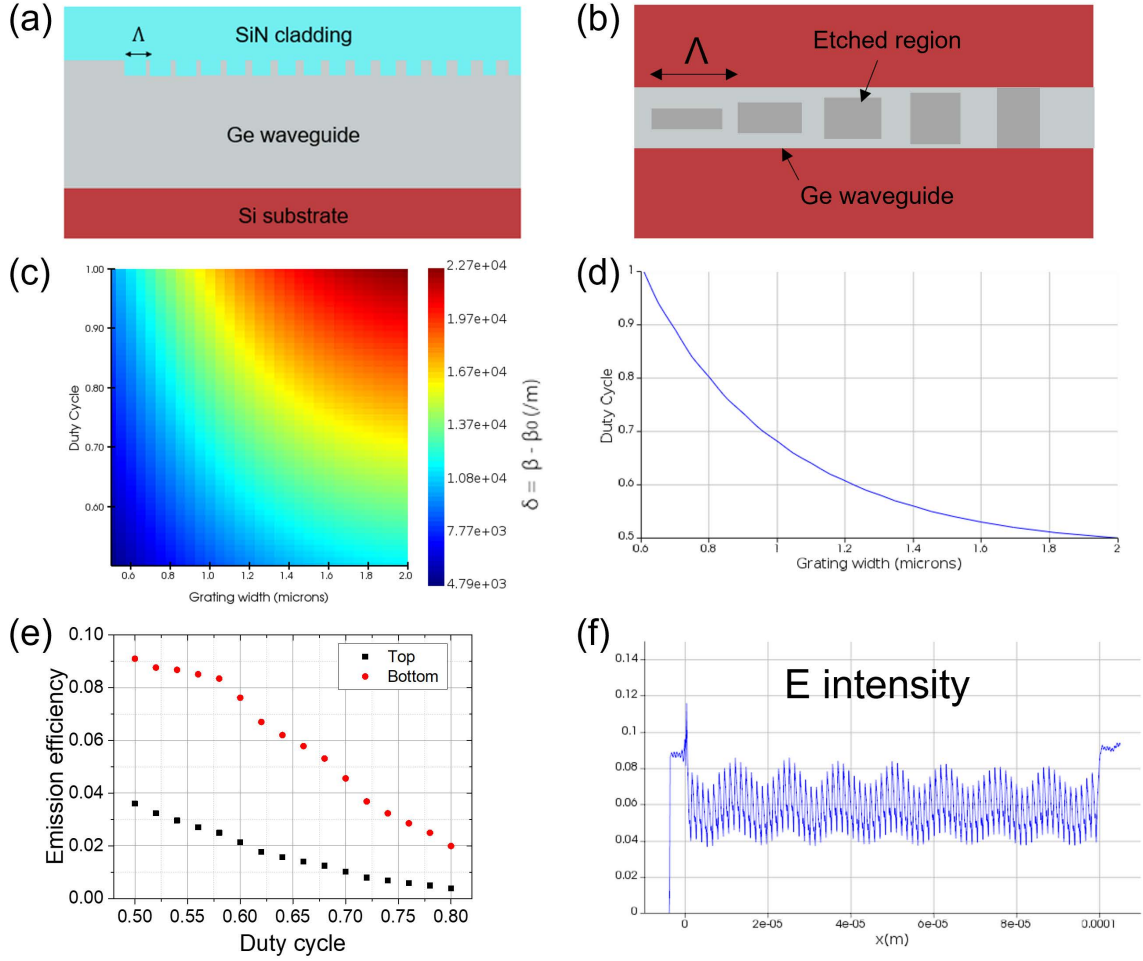 (a)
SiN cladding
Λ
Ge waveguide
Si substrate
(b)
Etched region
Λ
Ge waveguide
(c)
1.00
0.90
0.80
0.70
0.60
Duty Cycle
0.6 0.8 1.0 1.2 1.4 1.6 1.8 2.0
Grating width (microns)
2.27e+04
1.97e+04
1.67e+04
1.37e+04
1.08e+04
7.77e+03
4.79e+03
δ = β - β0 (/m)
(d)
1
0.9
0.8
0.7
0.6
0.5
Duty Cycle
0.6 0.8 1 1.2 1.4 1.6 1.8 2
Grating width (microns)
(e)
0.10
0.08
0.06
0.04
0.02
0.00
Emission efficiency
Top
Bottom
0.50 0.55 0.60 0.65 0.70 0.75 0.80
Duty cycle
(f)
E intensity
0.14
0.12
0.1
0.08
0.06
0.04
0.02
0
0 2e-05 4e-05 6e-05 8e-05 0.0001
x(m)